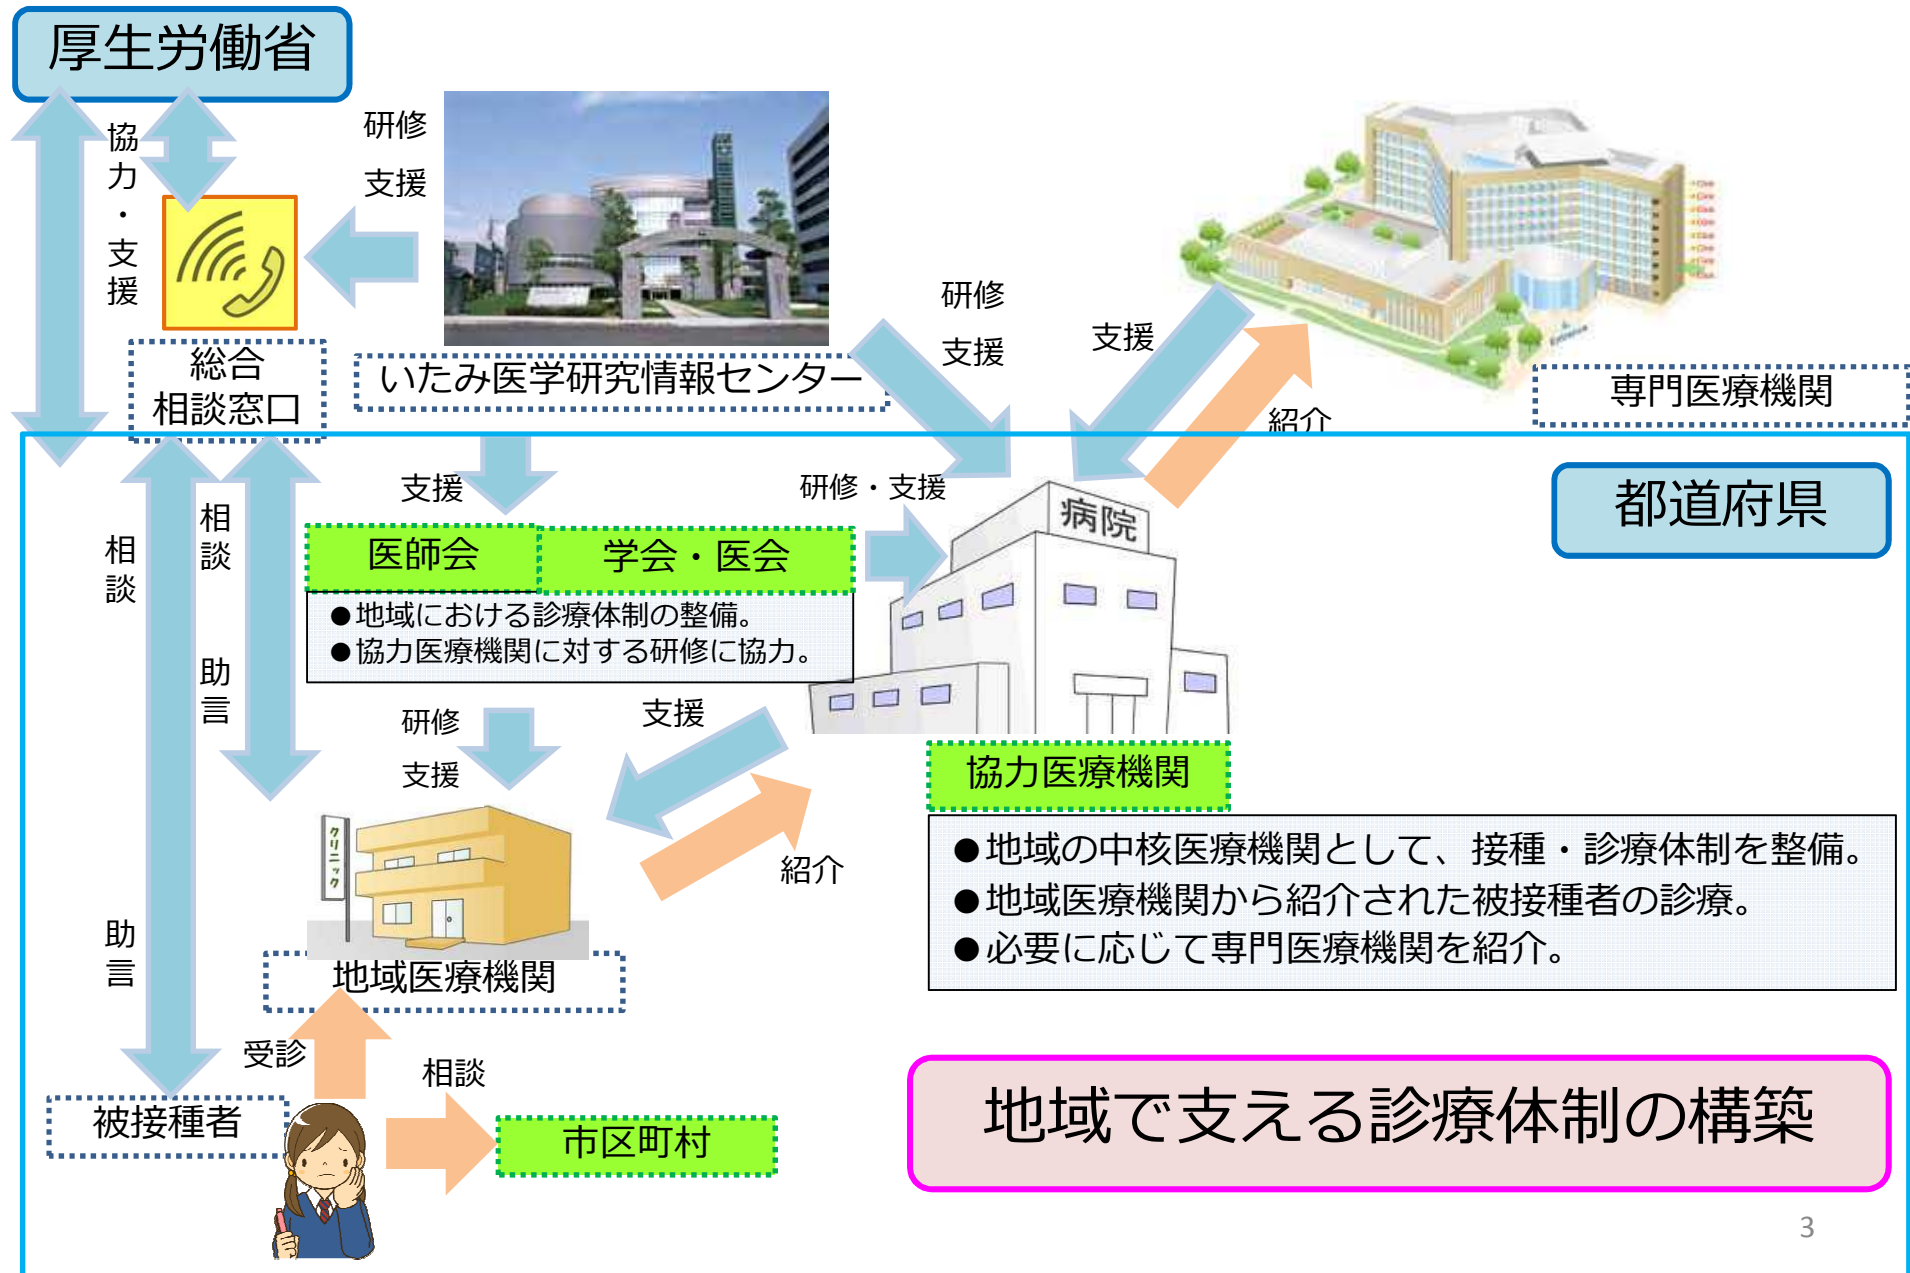 厚生労働省
協力・支援
研修
支援
総合
相談窓口
いたみ医学研究情報センター
研修
支援
支援
紹介
専門医療機関
都道府県
相談
助言
相談
助言
支援
医師会
学会・医会
●地域における診療体制の整備。
●協力医療機関に対する研修に協力。
研修・支援
病院
研修
支援
支援
紹介
協力医療機関
●地域の中核医療機関として、接種・診療体制を整備。
●地域医療機関から紹介された被接種者の診療。
●必要に応じて専門医療機関を紹介。
クリニック
地域医療機関
受診
相談
被接種者
市区町村
地域で支える診療体制の構築
3